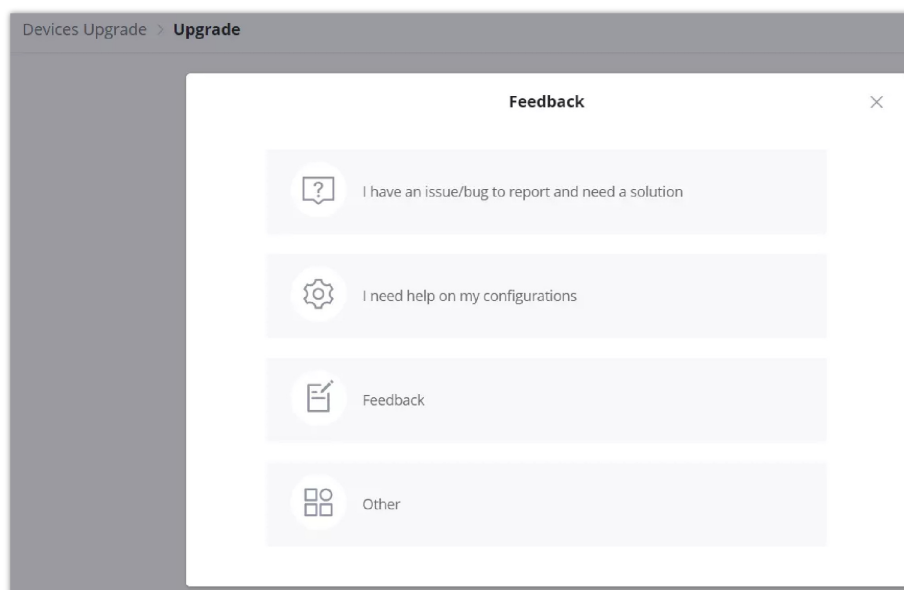 Devices Upgrade > Upgrade
Feedback
I have an issue/bug to report and need a solution
I need help on my configurations
Feedback
Other